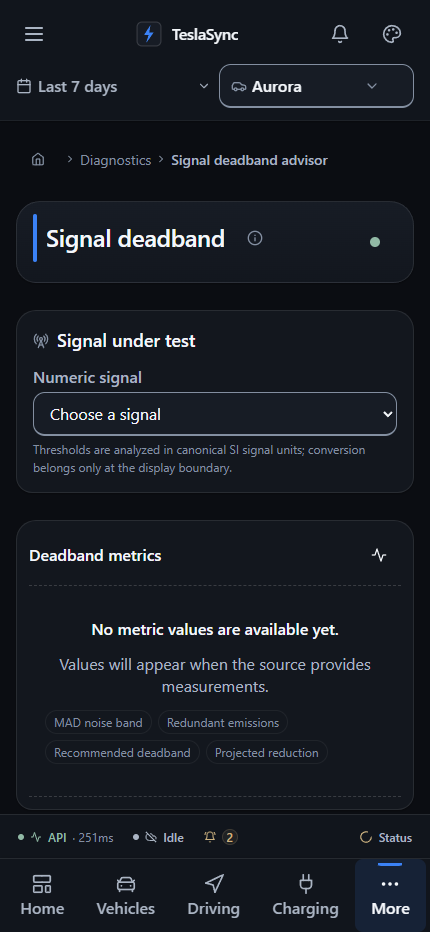 TeslaSync
Last 7 days
Aurora
Diagnostics
Signal deadband advisor
Signal deadband
Signal under test
Numeric signal
Choose a signal
Thresholds are analyzed in canonical SI signal units; conversion
belongs only at the display boundary.
Deadband metrics
No metric values are available yet.
Values will appear when the source provides
measurements.
MAD noise band
Redundant emissions
Recommended deadband
Projected reduction
API · 251ms
Idle
2
Status
Home
Vehicles
Driving
Charging
More